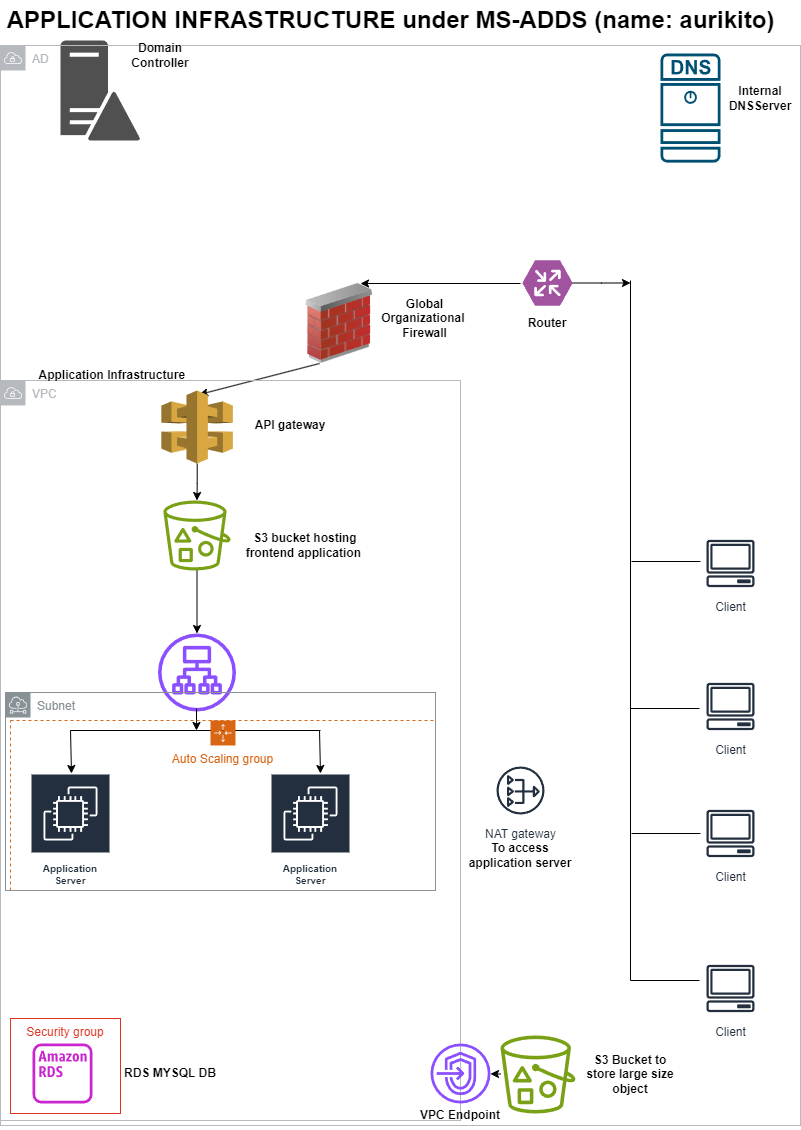 APPLICATION INFRASTRUCTURE under MS-ADDS (name: aurikito)
AD
Domain
Controller
DNS
Internal
DNSServer
Global
Organizational
Firewall
Router
Application Infrastructure
VPC
API gateway
S3 bucket hosting
frontend application
Client
Subnet
Auto Scaling group
Client
NAT gateway
To access
application server
Application
Server
Application
Server
Client
Security group
Amazon
RDS
RDS MYSQL DB
VPC Endpoint
S3 Bucket to
store large size
object
Client